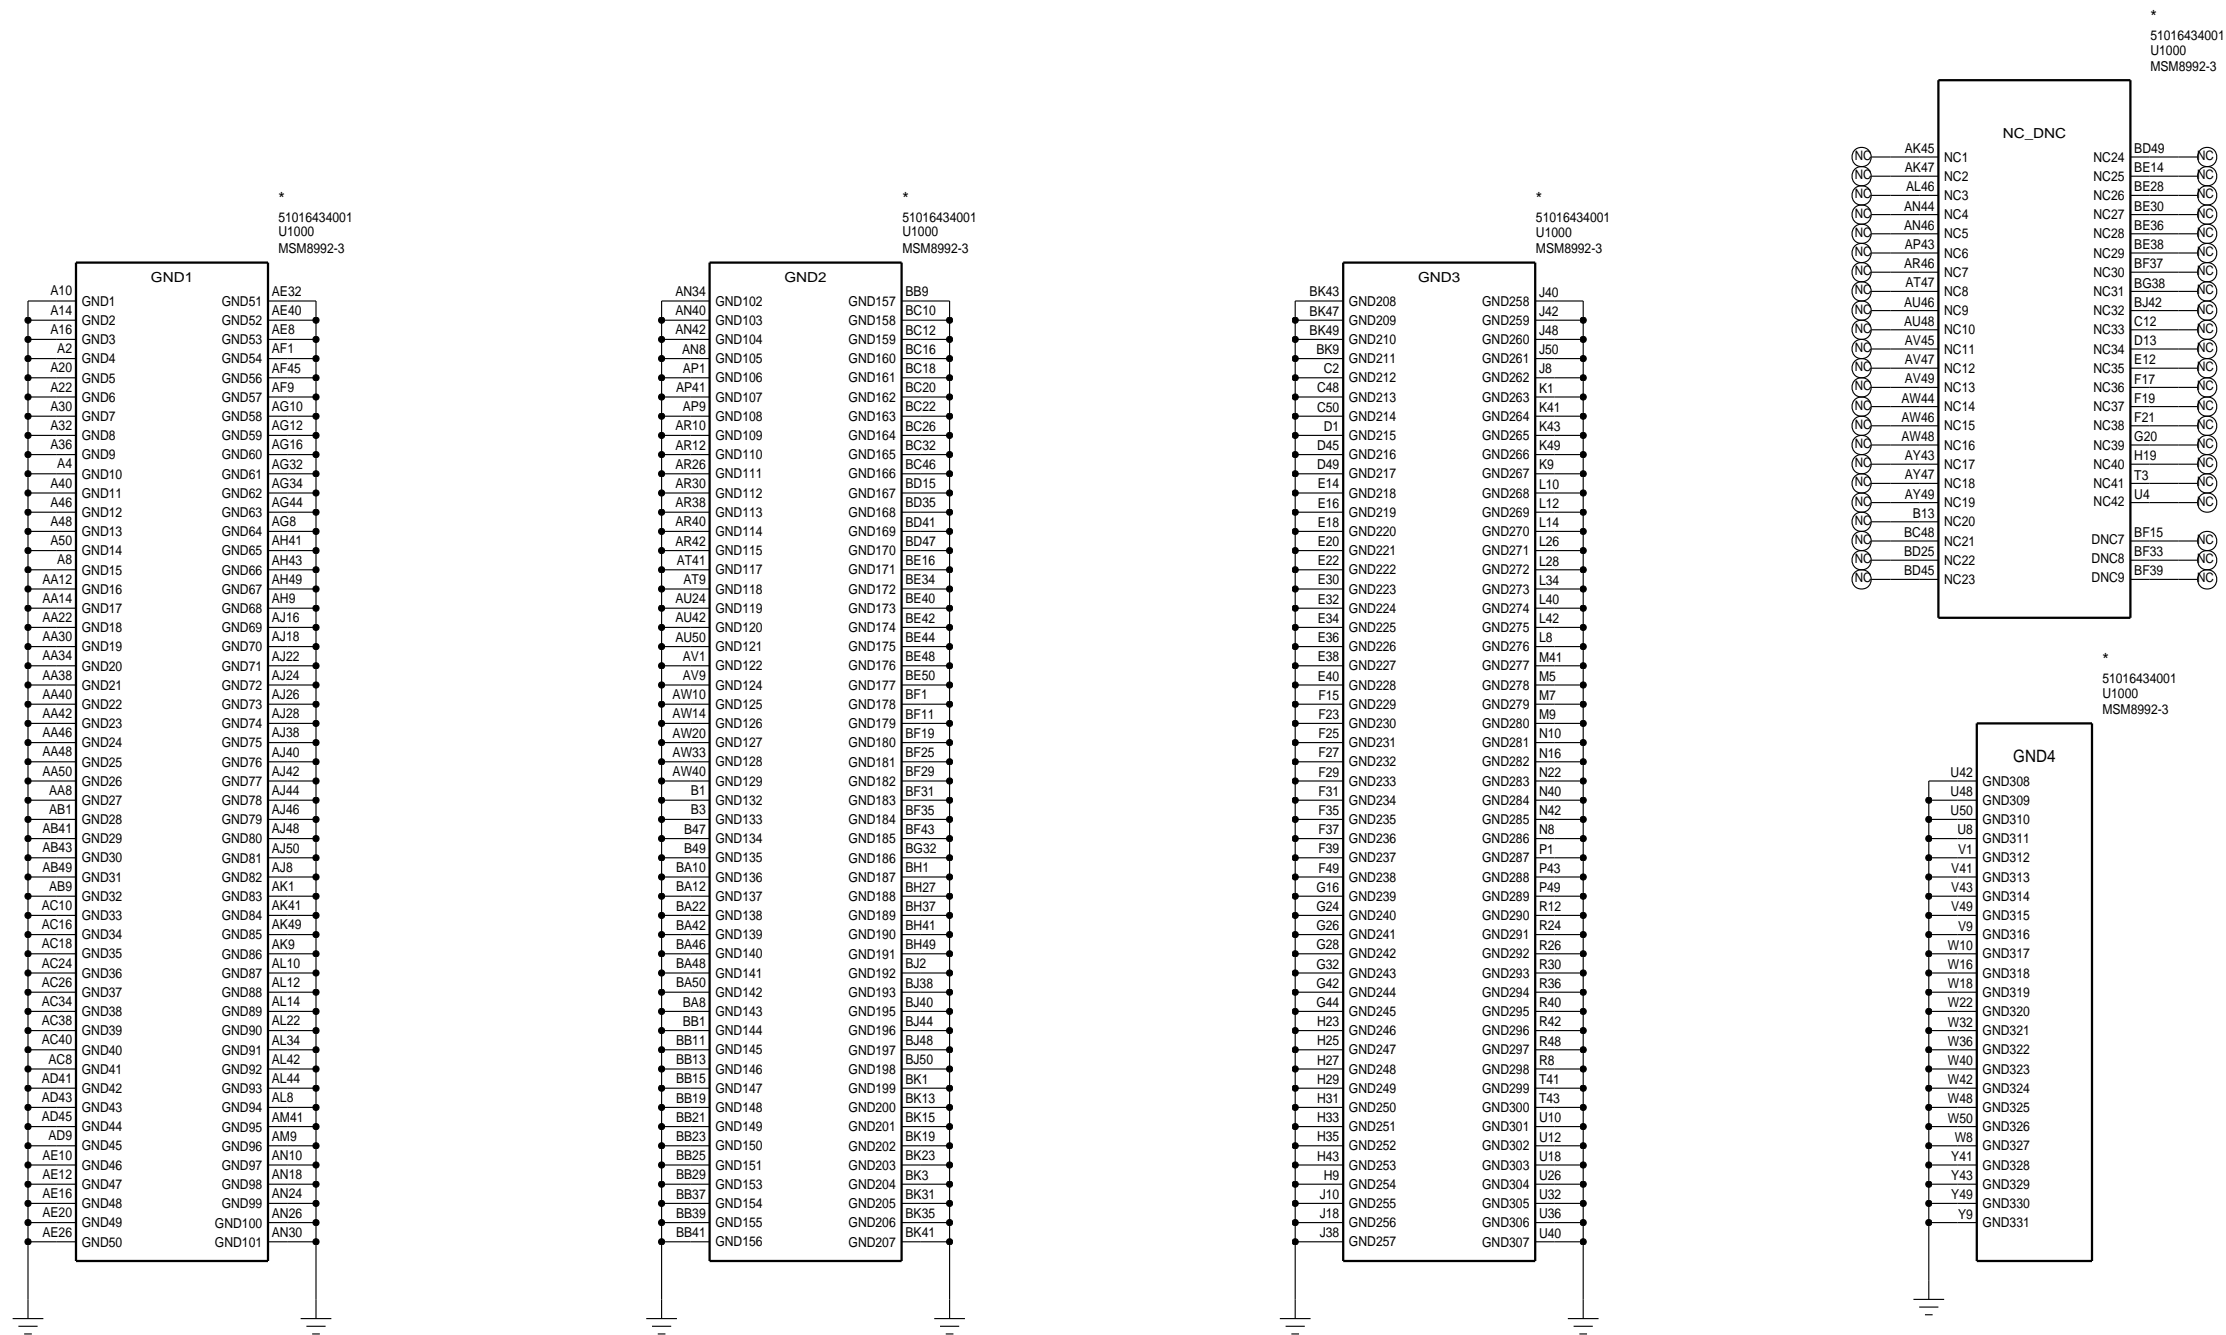 *
51016434001
U1000
MSM8992-3
GND1
A10 GND1 GND51 AE32
A14 GND2 GND52 AE40
A16 GND3 GND53 AE8
A2 GND4 GND54 AF1
A20 GND5 GND56 AF45
A22 GND6 GND57 AF9
A30 GND7 GND58 AG10
A32 GND8 GND59 AG12
A36 GND9 GND60 AG16
A4 GND10 GND61 AG32
A40 GND11 GND62 AG34
A46 GND12 GND63 AG44
A48 GND13 GND64 AG8
A50 GND14 GND65 AH41
A8 GND15 GND66 AH43
AA12 GND16 GND67 AH49
AA14 GND17 GND68 AH9
AA22 GND18 GND69 AJ16
AA30 GND19 GND70 AJ18
AA34 GND20 GND71 AJ22
AA38 GND21 GND72 AJ24
AA40 GND22 GND73 AJ26
AA42 GND23 GND74 AJ28
AA46 GND24 GND75 AJ38
AA48 GND25 GND76 AJ40
AA50 GND26 GND77 AJ42
AA8 GND27 GND78 AJ44
AB1 GND28 GND79 AJ46
AB41 GND29 GND80 AJ48
AB43 GND30 GND81 AJ50
AB49 GND31 GND82 AJ8
AB9 GND32 GND83 AK1
AC10 GND33 GND84 AK41
AC16 GND34 GND85 AK49
AC18 GND35 GND86 AK9
AC24 GND36 GND87 AL10
AC26 GND37 GND88 AL12
AC34 GND38 GND89 AL14
AC38 GND39 GND90 AL22
AC40 GND40 GND91 AL34
AC8 GND41 GND92 AL42
AD41 GND42 GND93 AL44
AD43 GND43 GND94 AL8
AD45 GND44 GND95 AM41
AD9 GND45 GND96 AM9
AE10 GND46 GND97 AN10
AE12 GND47 GND98 AN18
AE16 GND48 GND99 AN24
AE20 GND49 GND100 AN26
AE26 GND50 GND101 AN30
*
51016434001
U1000
MSM8992-3
GND2
AN34 GND102 GND157 BB9
AN40 GND103 GND158 BC10
AN42 GND104 GND159 BC12
AN8 GND105 GND160 BC16
AP1 GND106 GND161 BC18
AP41 GND107 GND162 BC20
AP9 GND108 GND163 BC22
AR10 GND109 GND164 BC26
AR12 GND110 GND165 BC32
AR26 GND111 GND166 BC46
AR30 GND112 GND167 BD15
AR38 GND113 GND168 BD35
AR40 GND114 GND169 BD41
AR42 GND115 GND170 BD47
AT41 GND117 GND171 BE16
AT9 GND118 GND172 BE34
AU24 GND119 GND173 BE40
AU42 GND120 GND174 BE42
AU50 GND121 GND175 BE44
AV1 GND122 GND176 BE48
AV9 GND124 GND177 BE50
AW10 GND125 GND178 BF1
AW14 GND126 GND179 BF11
AW20 GND127 GND180 BF19
AW33 GND128 GND181 BF25
AW40 GND129 GND182 BF29
B1 GND132 GND183 BF31
B3 GND133 GND184 BF35
B47 GND134 GND185 BF43
B49 GND135 GND186 BG32
BA10 GND136 GND187 BH1
BA12 GND137 GND188 BH27
BA22 GND138 GND189 BH37
BA42 GND139 GND190 BH41
BA46 GND140 GND191 BH49
BA48 GND141 GND192 BJ2
BA50 GND142 GND193 BJ38
BA8 GND143 GND195 BJ40
BB1 GND144 GND196 BJ44
BB11 GND145 GND197 BJ48
BB13 GND146 GND198 BJ50
BB15 GND147 GND199 BK1
BB19 GND148 GND200 BK13
BB21 GND149 GND201 BK15
BB23 GND150 GND202 BK19
BB25 GND151 GND203 BK23
BB29 GND153 GND204 BK3
BB37 GND154 GND205 BK31
BB39 GND155 GND206 BK35
BB41 GND156 GND207 BK41
*
51016434001
U1000
MSM8992-3
GND3
BK43 GND208 GND258 J40
BK47 GND209 GND259 J42
BK49 GND210 GND260 J48
BK9 GND211 GND261 J50
C2 GND212 GND262 J8
C48 GND213 GND263 K1
C50 GND214 GND264 K41
D1 GND215 GND265 K43
D45 GND216 GND266 K49
D49 GND217 GND267 K9
E14 GND218 GND268 L10
E16 GND219 GND269 L12
E18 GND220 GND270 L14
E20 GND221 GND271 L26
E22 GND222 GND272 L28
E30 GND223 GND273 L34
E32 GND224 GND274 L40
E34 GND225 GND275 L42
E36 GND226 GND276 L8
E38 GND227 GND277 M41
E40 GND228 GND278 M5
F15 GND229 GND279 M7
F23 GND230 GND280 M9
F25 GND231 GND281 N10
F27 GND232 GND282 N16
F29 GND233 GND283 N22
F31 GND234 GND284 N40
F35 GND235 GND285 N42
F37 GND236 GND286 N8
F39 GND237 GND287 P1
F49 GND238 GND288 P43
G16 GND239 GND289 P49
G24 GND240 GND290 R12
G26 GND241 GND291 R24
G28 GND242 GND292 R26
G32 GND243 GND293 R30
G42 GND244 GND294 R36
G44 GND245 GND295 R40
H23 GND246 GND296 R42
H25 GND247 GND297 R48
H27 GND248 GND298 R8
H29 GND249 GND299 T41
H31 GND250 GND300 T43
H33 GND251 GND301 U10
H35 GND252 GND302 U12
H43 GND253 GND303 U18
H9 GND254 GND304 U26
J10 GND255 GND305 U32
J18 GND256 GND306 U36
J38 GND257 GND307 U40
*
51016434001
U1000
MSM8992-3
NC_DNC
NC AK45 NC1 NC24 BD49 NC
NC AK47 NC2 NC25 BE14 NC
NC AL46 NC3 NC26 BE28 NC
NC AN44 NC4 NC27 BE30 NC
NC AN46 NC5 NC28 BE36 NC
NC AP43 NC6 NC29 BE38 NC
NC AR46 NC7 NC30 BF37 NC
NC AT47 NC8 NC31 BG38 NC
NC AU46 NC9 NC32 BJ42 NC
NC AU48 NC10 NC33 C12 NC
NC AV45 NC11 NC34 D13 NC
NC AV47 NC12 NC35 E12 NC
NC AV49 NC13 NC36 F17 NC
NC AW44 NC14 NC37 F19 NC
NC AW46 NC15 NC38 F21 NC
NC AW48 NC16 NC39 G20 NC
NC AY43 NC17 NC40 H19 NC
NC AY47 NC18 NC41 T3 NC
NC AY49 NC19 NC42 U4 NC
NC B13 NC20
NC BC48 NC21 DNC7 BF15 NC
NC BD25 NC22 DNC8 BF33 NC
NC BD45 NC23 DNC9 BF39 NC
*
51016434001
U1000
MSM8992-3
GND4
U42 GND308
U48 GND309
U50 GND310
U8 GND311
V1 GND312
V41 GND313
V43 GND314
V49 GND315
V9 GND316
W10 GND317
W16 GND318
W18 GND319
W22 GND320
W32 GND321
W36 GND322
W40 GND323
W42 GND324
W48 GND325
W50 GND326
W8 GND327
Y41 GND328
Y43 GND329
Y49 GND330
Y9 GND331